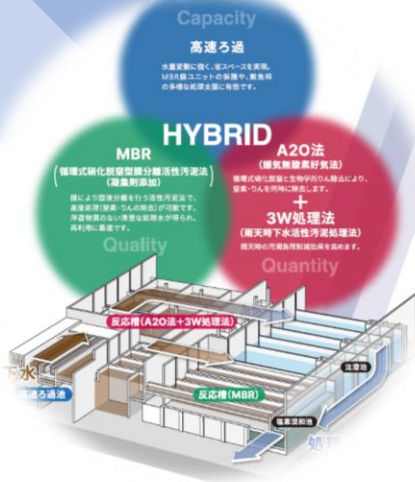 Capacity
高速ろ過
水量変動に強く、省スペースを実現。
MBR膜ユニットの保護や、緊急時
の多様な処理支援に有効です。
HYBRID
MBR
(循環式硝化脱窒型膜分離活性汚泥法)
(凝集剤添加)
膜により固液分離を行う活性汚泥法で、
高度処理(窒素・りんの除去)が可能です。
浮遊物質のない清澄な処理水が得られ、
再利用に最適です。
Quality
A2O法
(嫌気無酸素好気法)
循環式硝化脱窒と生物学的りん除去により、
窒素・りんを同時に除去します。
+
3W処理法
(雨天時下水活性汚泥処理法)
雨天時の汚濁負荷削減効果を高めます。
Quantity
反応槽(A2O法+3W処理法)
下水
高速ろ過池
反応槽(MBR)
沈澱池
塩素混和池
処理